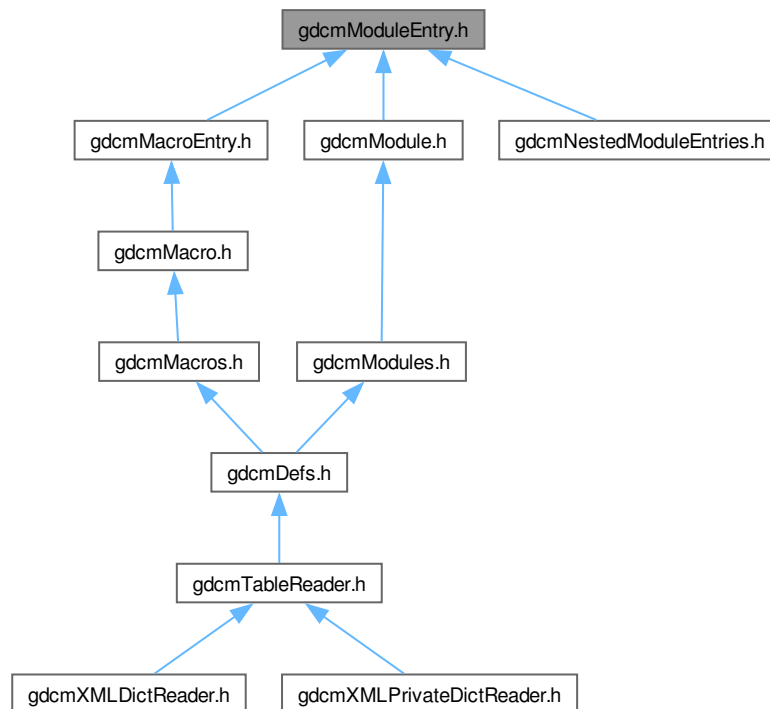 gdcmModuleEntry.h
gdcmMacroEntry.h
gdcmModule.h
gdcmNestedModuleEntries.h
gdcmMacro.h
gdcmMacros.h
gdcmModules.h
gdcmDefs.h
gdcmTableReader.h
gdcmXMLDictReader.h
gdcmXMLPrivateDictReader.h